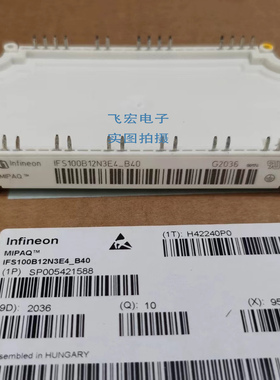 飞宏电子
实图拍摄
infineon
IFS100B12N3E4_B40
G2036
MIPAQ™
Infineon
MIPAQ™
IFS100B12N3E4_B40
(1P) SP005421588
(1T) H42240P0
9D) 2036
(Q) 10
(X) 95
ssembled in HUNGARY